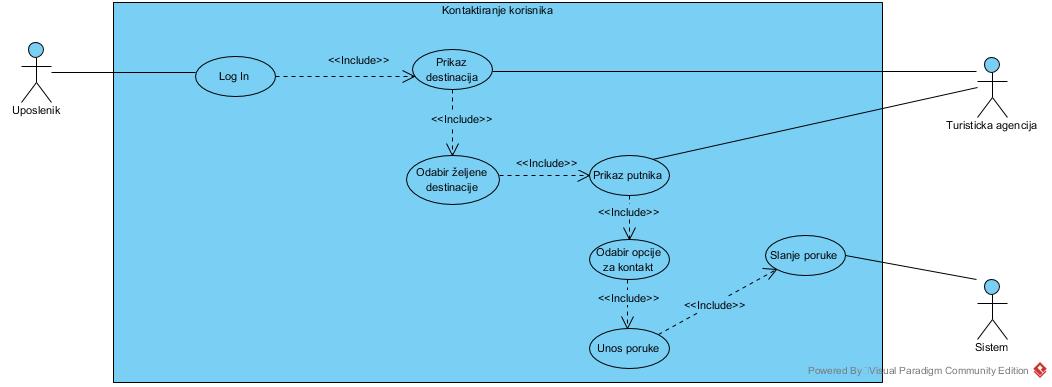 Kontaktiranje korisnika
Uposlenik
Log In
<<Include>>
Prikaz
destinacija
Turisticka agencija
<<Include>>
Odabir željene
destinacije
<<Include>>
Prikaz putnika
<<Include>>
Odabir opcije
za kontakt
Slanje poruke
<<Include>>
<<Include>>
Unos poruke
Sistem
Powered By Visual Paradigm Community Edition